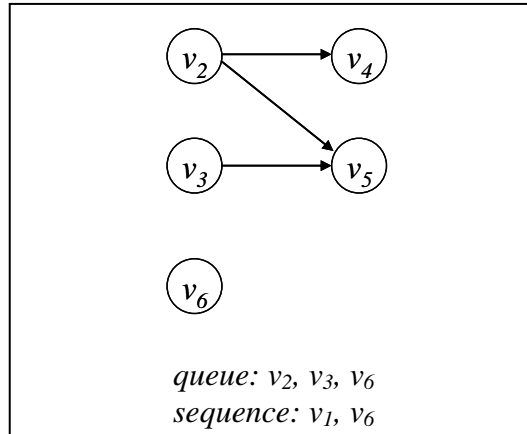 v2 v4
v3 v5
v6
queue: v2, v3, v6
sequence: v1, v6